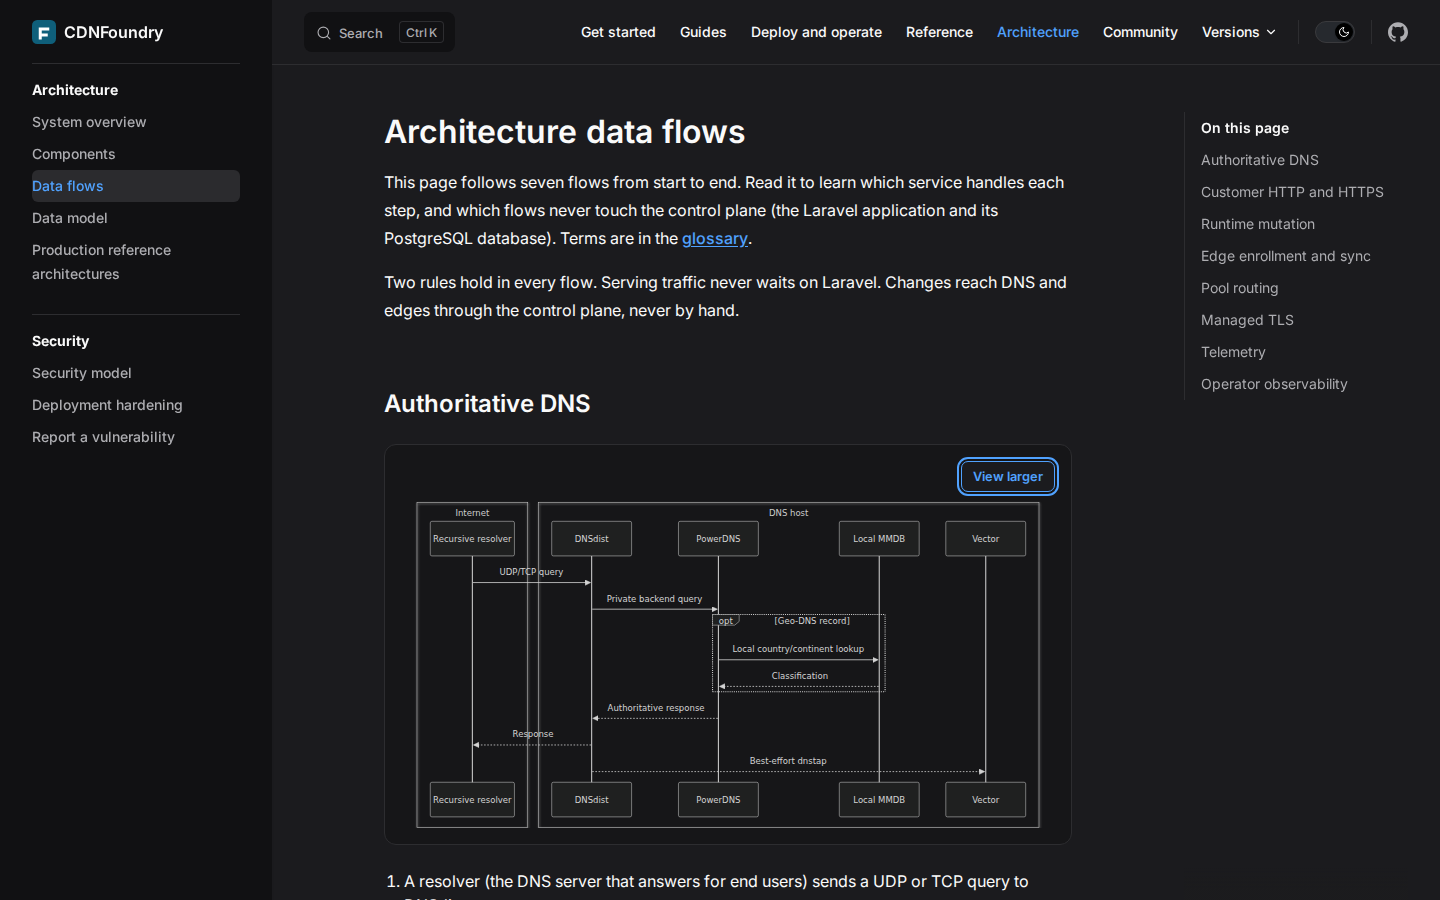 CDNFoundry
Search Ctrl K
Get started
Guides
Deploy and operate
Reference
Architecture
Community
Versions
Architecture
System overview
Components
Data flows
Data model
Production reference
architectures
Security
Security model
Deployment hardening
Report a vulnerability
Architecture data flows
This page follows seven flows from start to end. Read it to learn which service handles each
step, and which flows never touch the control plane (the Laravel application and its
PostgreSQL database). Terms are in the glossary.
Two rules hold in every flow. Serving traffic never waits on Laravel. Changes reach DNS and
edges through the control plane, never by hand.
Authoritative DNS
View larger
Internet
DNS host
Recursive resolver
DNSdist
PowerDNS
Local MMDB
Vector
UDP/TCP query
Private backend query
opt
[Geo-DNS record]
Local country/continent lookup
Classification
Authoritative response
Response
Best-effort dnstap
Recursive resolver
DNSdist
PowerDNS
Local MMDB
Vector
1. A resolver (the DNS server that answers for end users) sends a UDP or TCP query to
On this page
Authoritative DNS
Customer HTTP and HTTPS
Runtime mutation
Edge enrollment and sync
Pool routing
Managed TLS
Telemetry
Operator observability